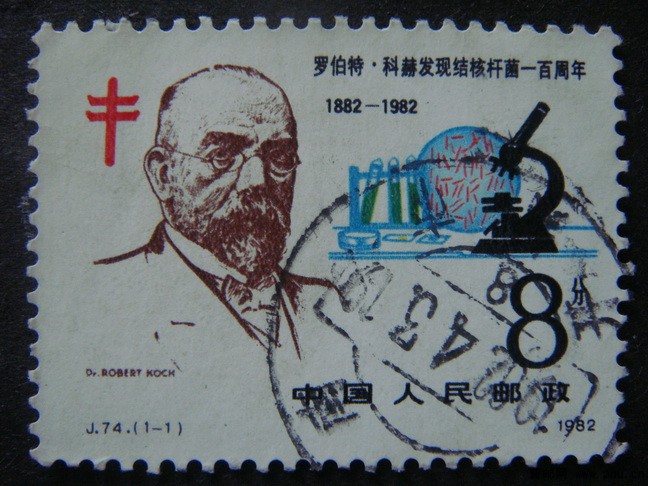 罗伯特·科赫发现结核杆菌一百周年
1882－1982
8分
Dr. ROBERT KOCH
中国人民邮政
J.74.(1-1)
1982